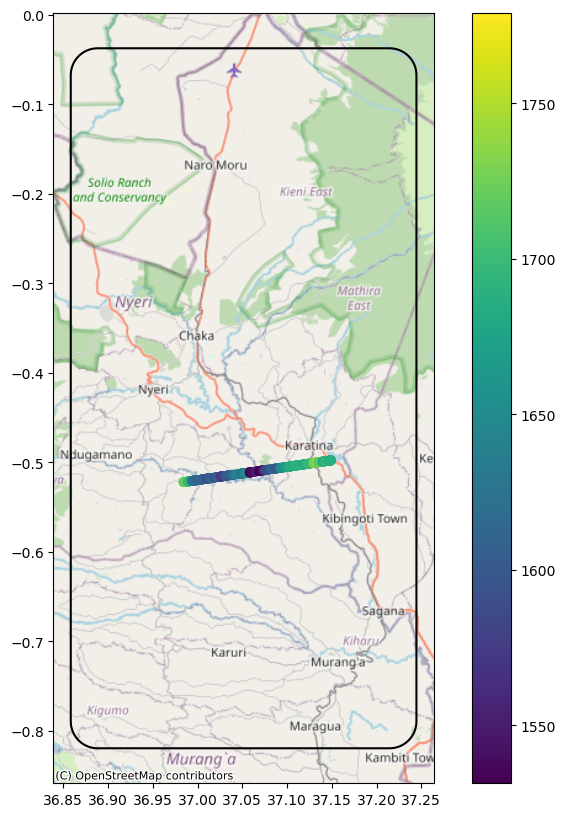 0.0
−0.1
−0.2
−0.3
−0.4
−0.5
−0.6
−0.7
−0.8
Naro Moru
Solio Ranch
and Conservancy
Kieni East
Nyeri
Mathira
East
Chaka
Nyeri
Karatina
Ndugamano
Ke
Kibingoti Town
Sagana
Kiharu
Karuri
Murang'a
Kigumo
Maragua
Murang a
Kambiti Tow
(C) OpenStreetMap contributors
36.85 36.90 36.95 37.00 37.05 37.10 37.15 37.20 37.25
1750
1700
1650
1600
1550